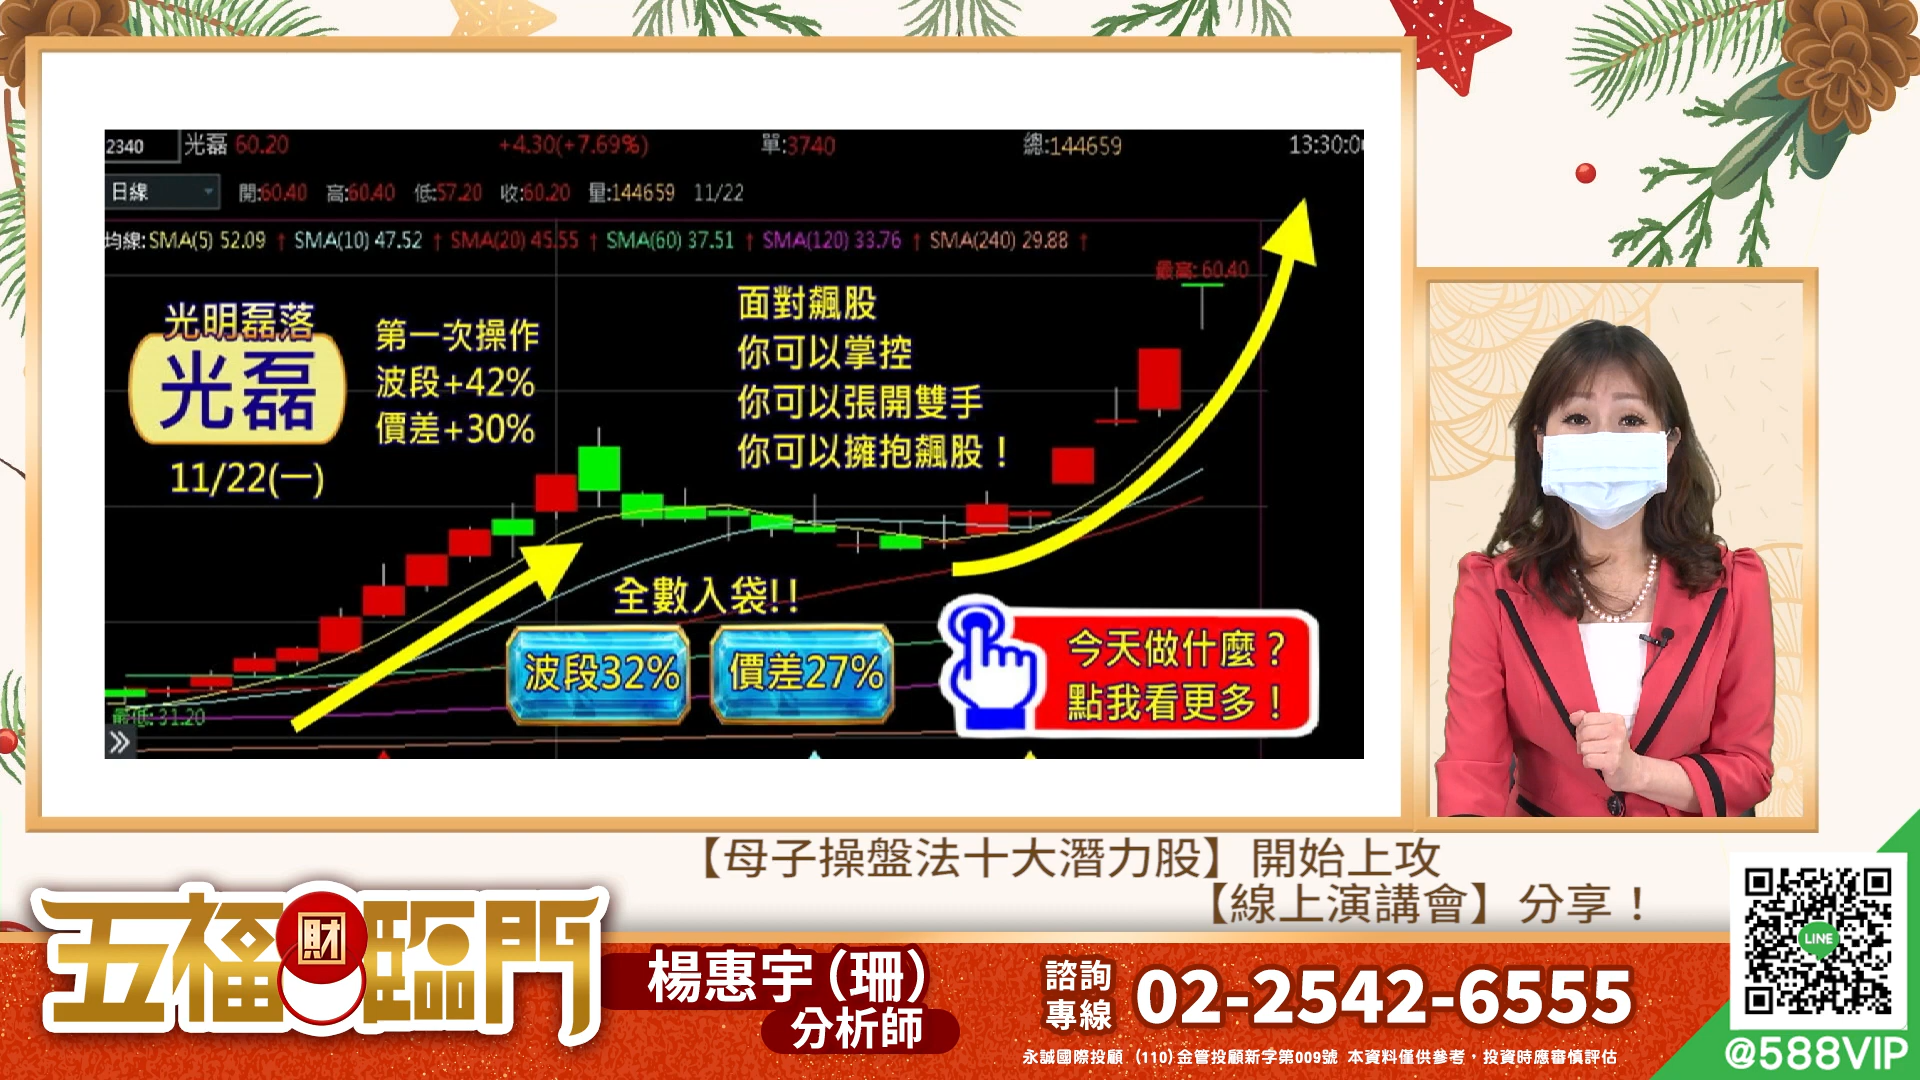 2340 光磊 60.20 +4.30(+7.69%) 單:3740 總:144659 13:30:0
日線 開:60.40 高:60.40 低:57.20 收:60.20 量:144659 11/22
均線:SMA(5) 52.09 ↑ SMA(10) 47.52 ↑ SMA(20) 45.55 ↑ SMA(60) 37.51 ↑ SMA(120) 33.76 ↑ SMA(240) 29.88 ↑
最高:60.40
光明磊落
光磊
11/22(一)
第一次操作
波段+42%
價差+30%
面對飆股
你可以掌控
你可以張開雙手
你可以擁抱飆股！
全數入袋!!
波段32%
價差27%
今天做什麼？
點我看更多！
最低:31.20
【母子操盤法十大潛力股】開始上攻
【線上演講會】分享！
五福財臨門
楊惠宇(珊)
分析師
諮詢專線 02-2542-6555
永誠國際投顧 (110)金管投顧新字第009號 本資料僅供參考，投資時應審慎評估
LINE
@588VIP